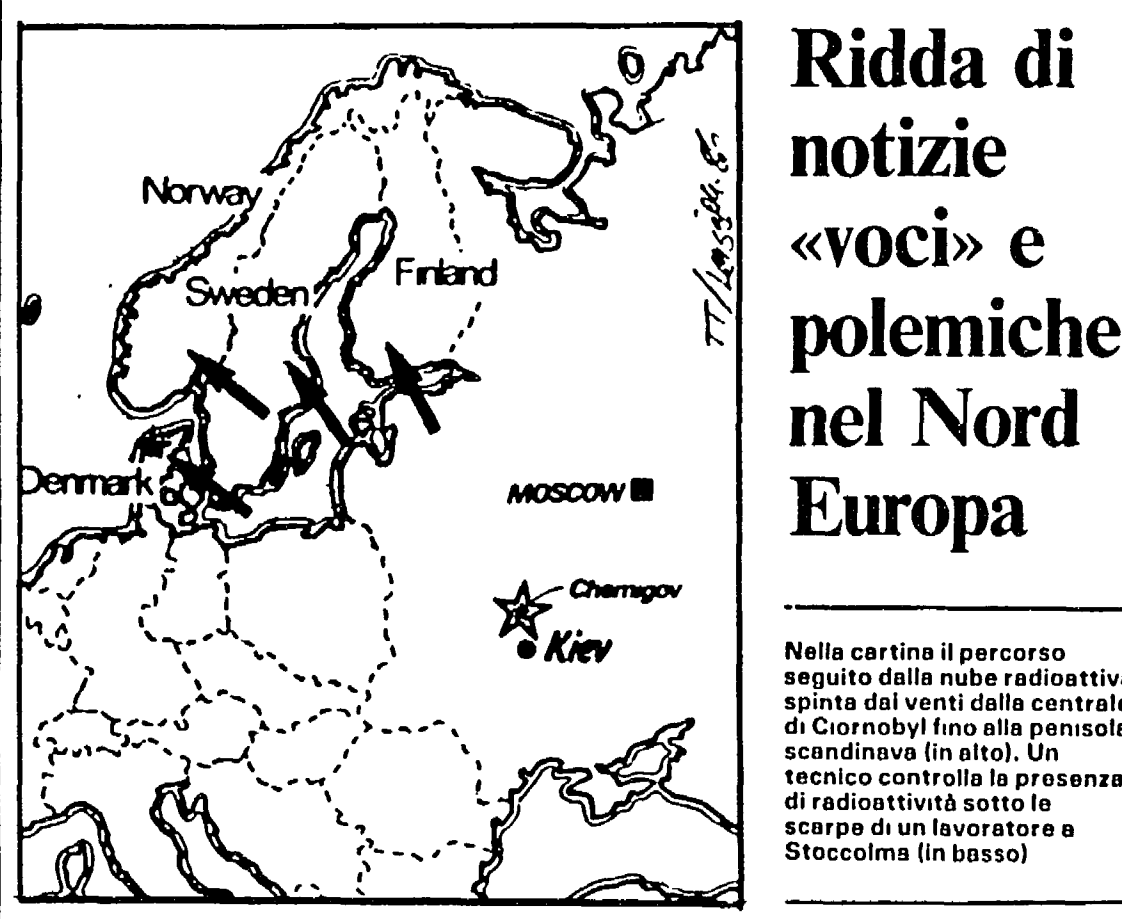 Norway
Sweden
Finland
Denmark
MOSCOW
Chernigov
Kiev
Ridda di
notizie
«voci» e
polemiche
nel Nord
Europa
Nella cartina il percorso
seguito dalla nube radioattiva
spinta dai venti dalla centrale
di Ciornobyl fino alla penisola
scandinava (in alto). Un
tecnico controlla la presenza
di radioattività sotto le
scarpe di un lavoratore a
Stoccolma (in basso)